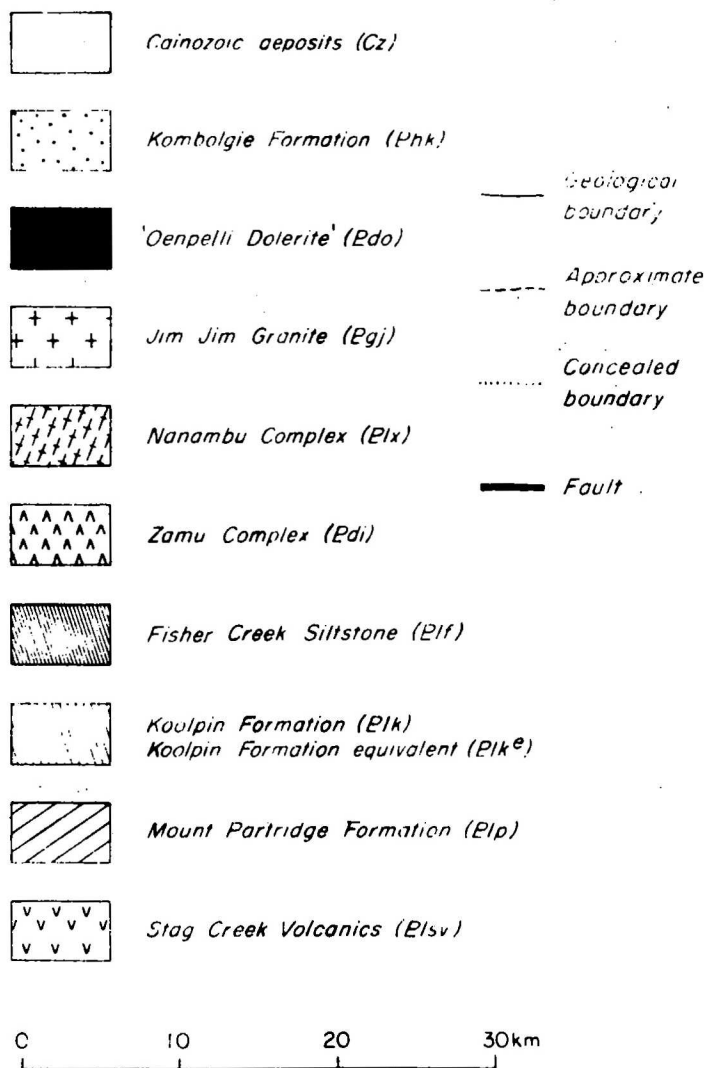 Cainozoic aeposits (Cz)
Kombolgie Formation (Phk)
'Oenpelli Dolerite' (Pdo)
Jim Jim Granite (Pgj)
Nanambu Complex (Plx)
Zamu Complex (Pdi)
Fisher Creek Siltstone (Plf)
Koolpin Formation (Plk)
Koolpin Formation equivalent (Plkᵉ)
Mount Partridge Formation (Plp)
Stag Creek Volcanics (Plsv)
Geological
boundary
Approximate
boundary
Concealed
boundary
Fault
0 10 20 30km